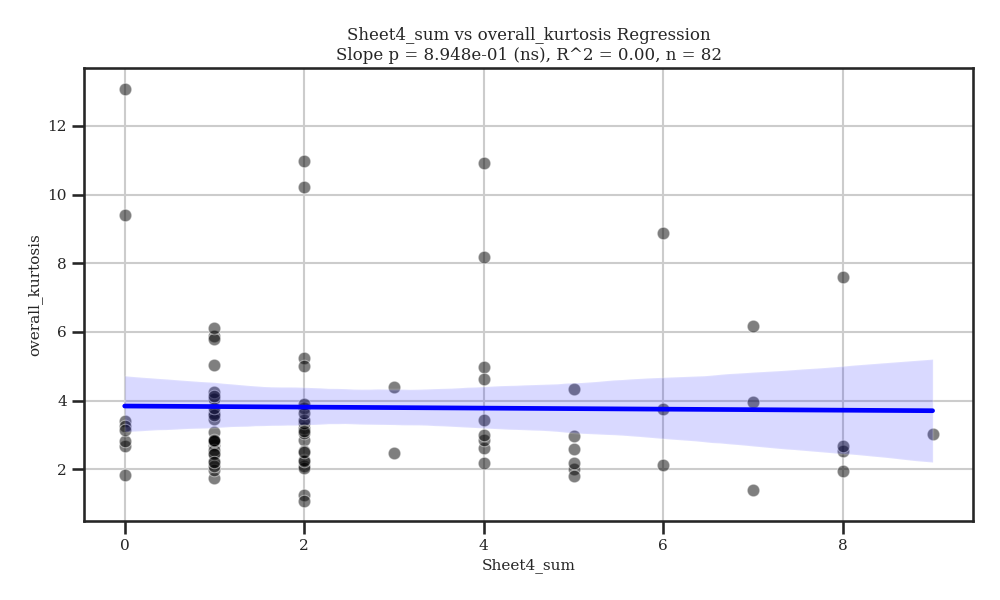 Sheet4_sum vs overall_kurtosis Regression
Slope p = 8.948e-01 (ns), R^2 = 0.00, n = 82
12
10
8
6
4
2
overall_kurtosis
0
2
4
6
8
Sheet4_sum